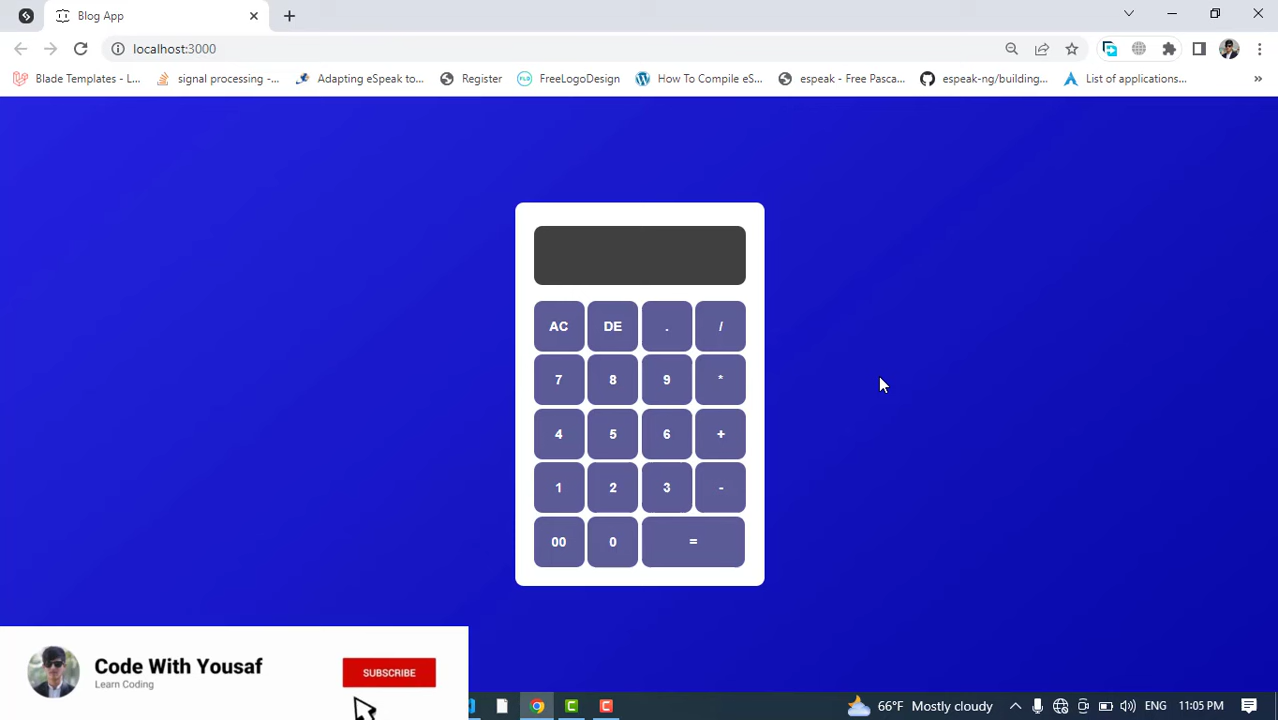 Blog App
localhost:3000
Blade Templates - L...
signal processing -...
Adapting eSpeak to...
Register
FLD
FreeLogoDesign
How To Compile eS...
espeak - Free Pasca...
espeak-ng/building...
List of applications...
»
AC DE . /
7 8 9 *
4 5 6 +
1 2 3 -
00 0 =
Code With Yousaf
Learn Coding
SUBSCRIBE
66°F Mostly cloudy
ENG
11:05 PM